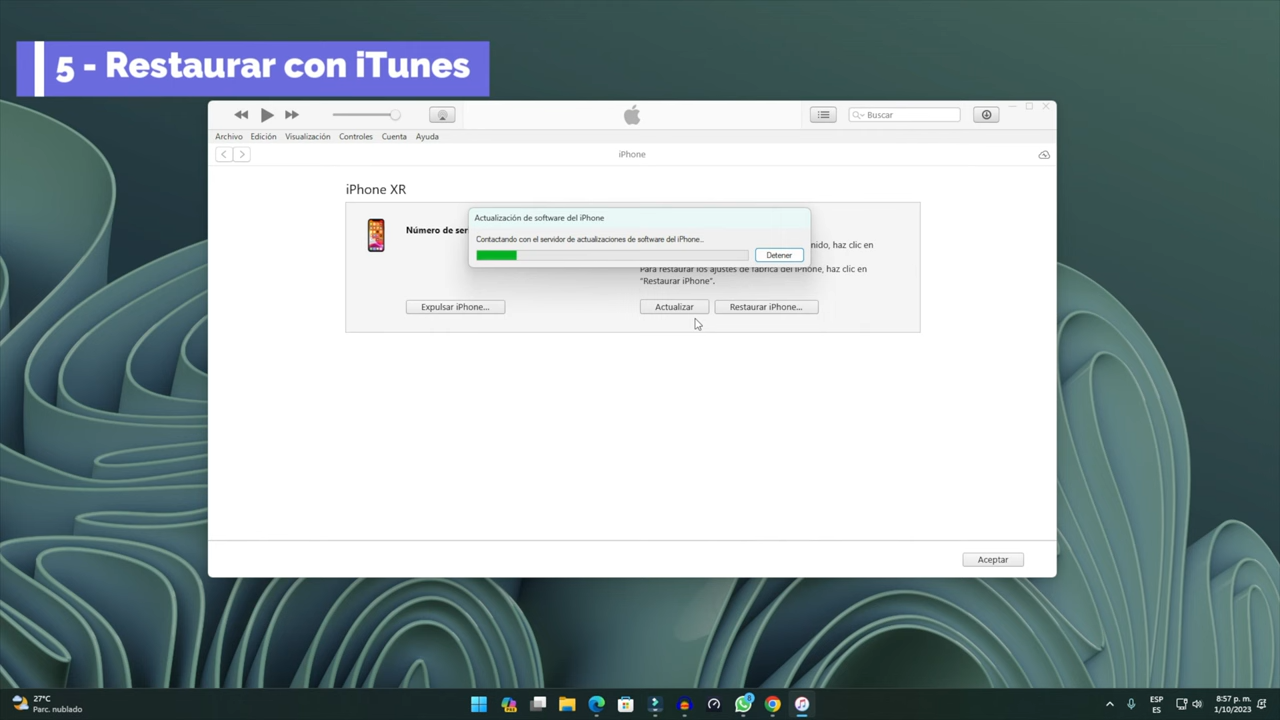 5 - Restaurar con iTunes
Buscar
Archivo Edición Visualización Controles Cuenta Ayuda
iPhone
iPhone XR
Actualización de software del iPhone
Número de ser
Contactando con el servidor de actualizaciones de software del iPhone...
nido, haz clic en
Detener
Para restaurar los ajustes de fábrica del iPhone, haz clic en
"Restaurar iPhone".
Expulsar iPhone... Actualizar Restaurar iPhone...
Aceptar
27°C
Parc. nublado
ESP
ES
8:57 p. m.
1/10/2023